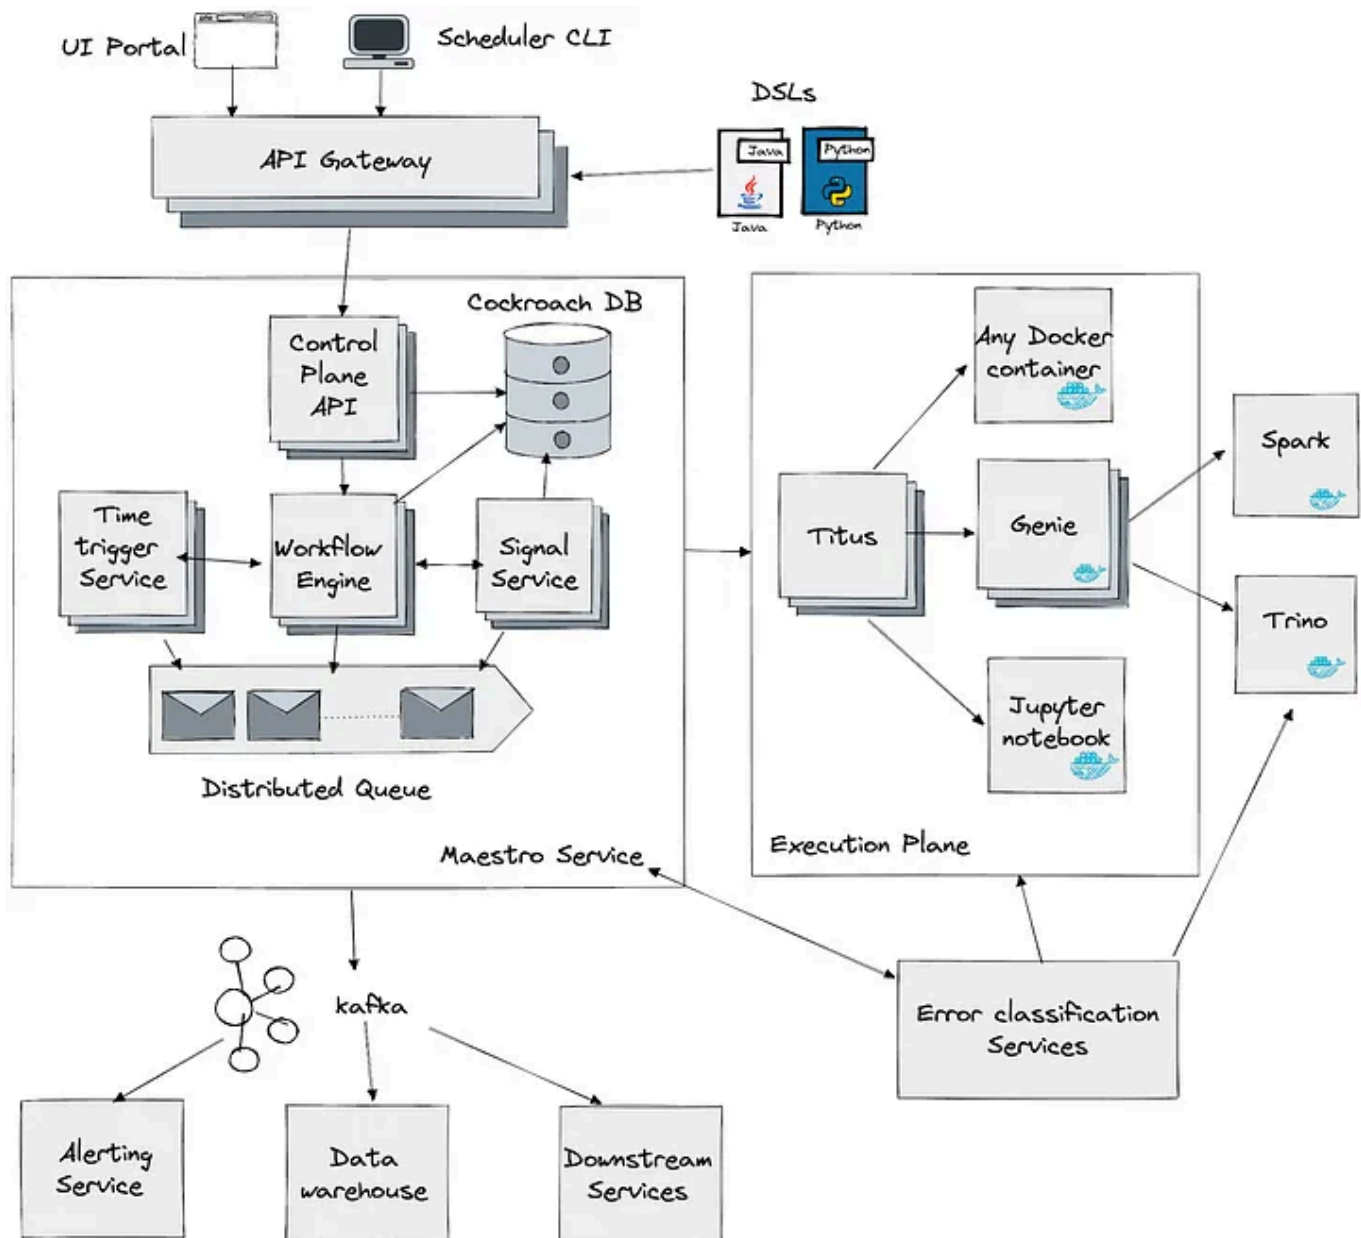 UI Portal
Scheduler CLI
DSLs
API Gateway
Java
Python
Java
Python
Cockroach DB
Control
Plane
API
Any Docker
container
Spark
Time
trigger
Service
Workflow
Engine
Signal
Service
Titus
Genie
Trino
Jupyter
notebook
Distributed Queue
Maestro Service
Execution Plane
kafka
Error classification
Services
Alerting
Service
Data
warehouse
Downstream
Services